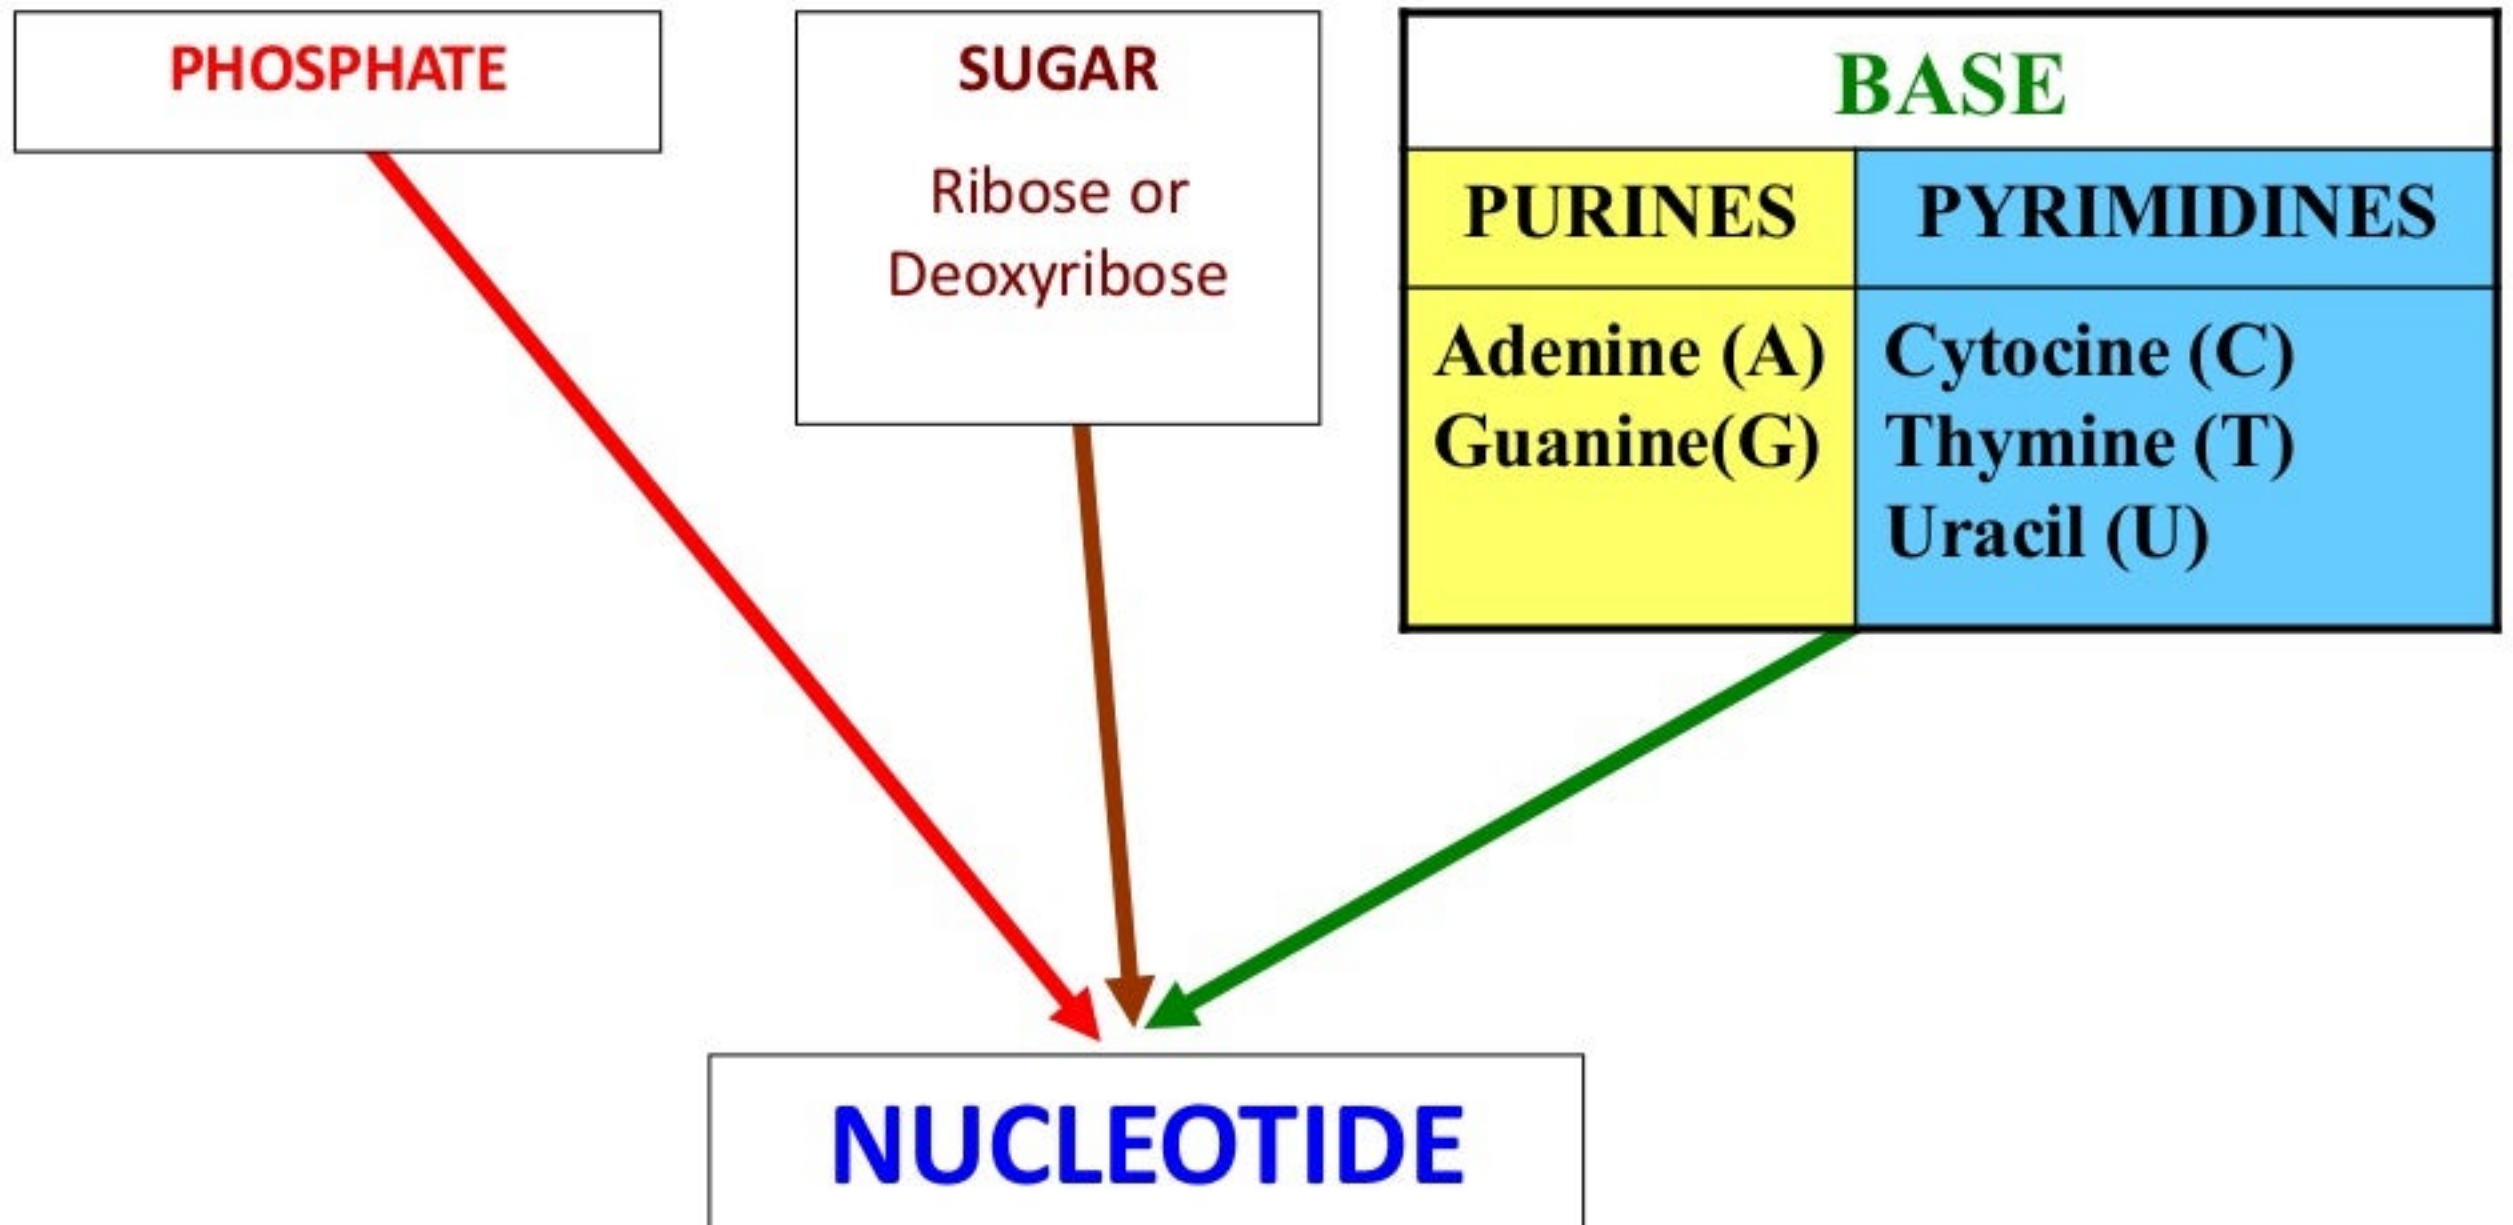 PHOSPHATE
SUGAR
Ribose or
Deoxyribose
BASE
PURINES
PYRIMIDINES
Adenine (A)
Guanine(G)
Cytocine (C)
Thymine (T)
Uracil (U)
NUCLEOTIDE